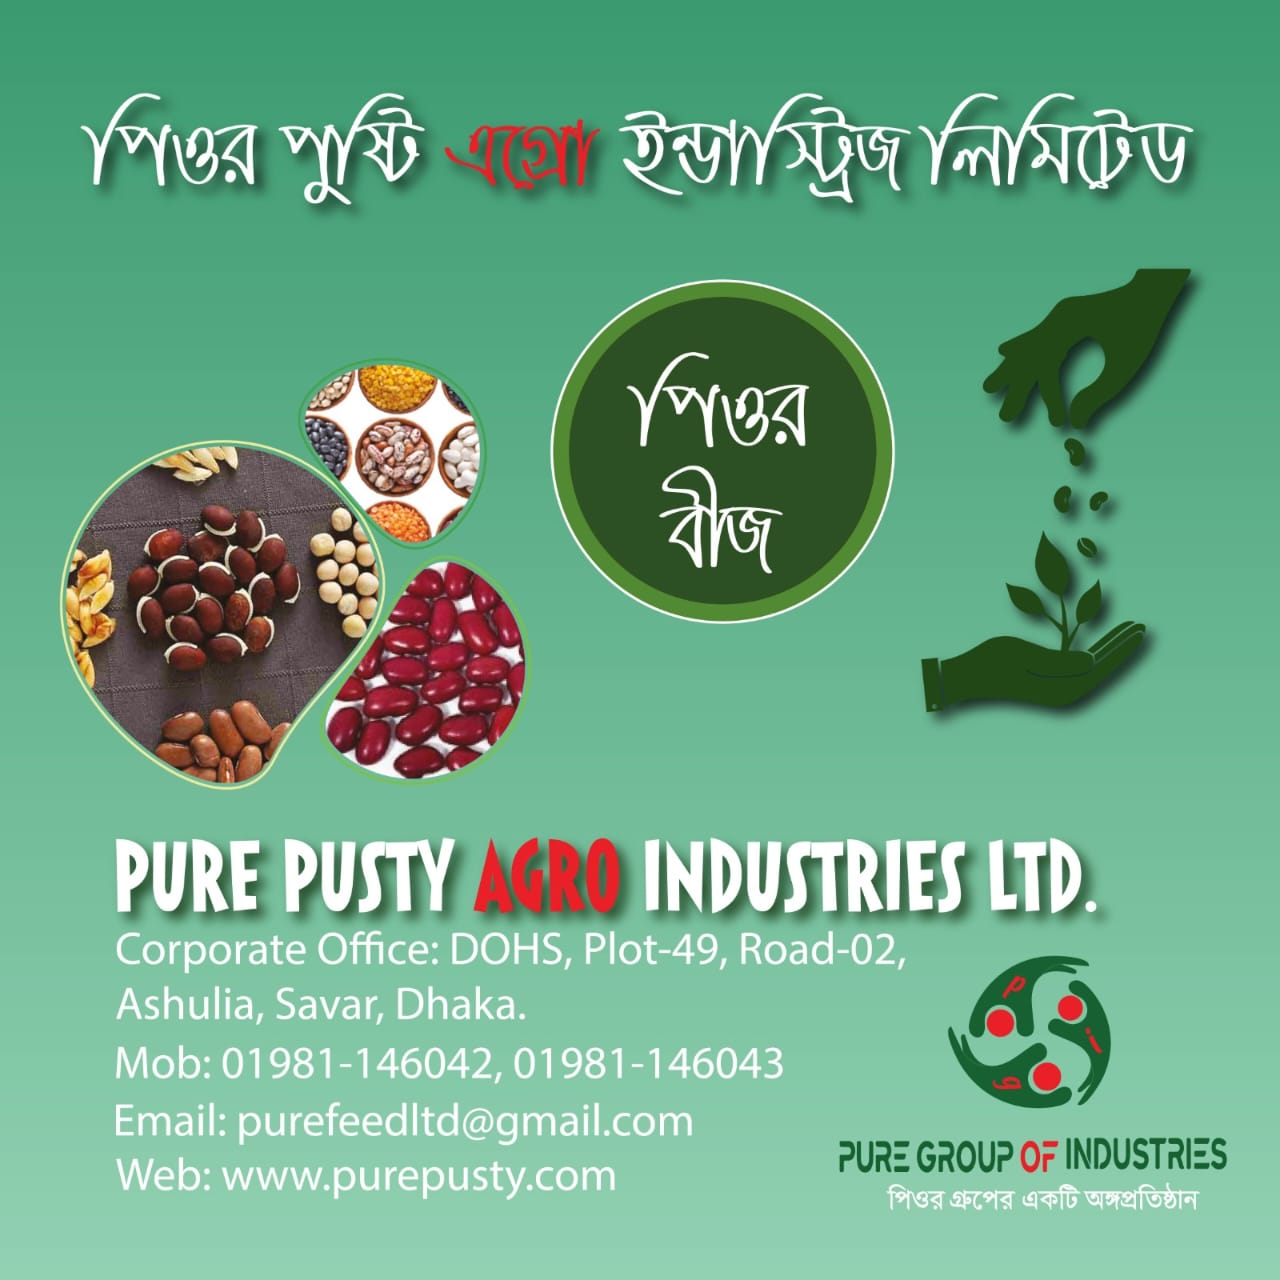 পিওর পুষ্টি এগ্রো ইন্ডাস্ট্রিজ লিমিটেড
পিওর
বীজ
PURE PUSTY AGRO INDUSTRIES LTD.
Corporate Office: DOHS, Plot-49, Road-02,
Ashulia, Savar, Dhaka.
Mob: 01981-146042, 01981-146043
Email: purefeedltd@gmail.com
Web: www.purepusty.com
P
i
g
PURE GROUP OF INDUSTRIES
পিওর গ্রুপের একটি অঙ্গপ্রতিষ্ঠান